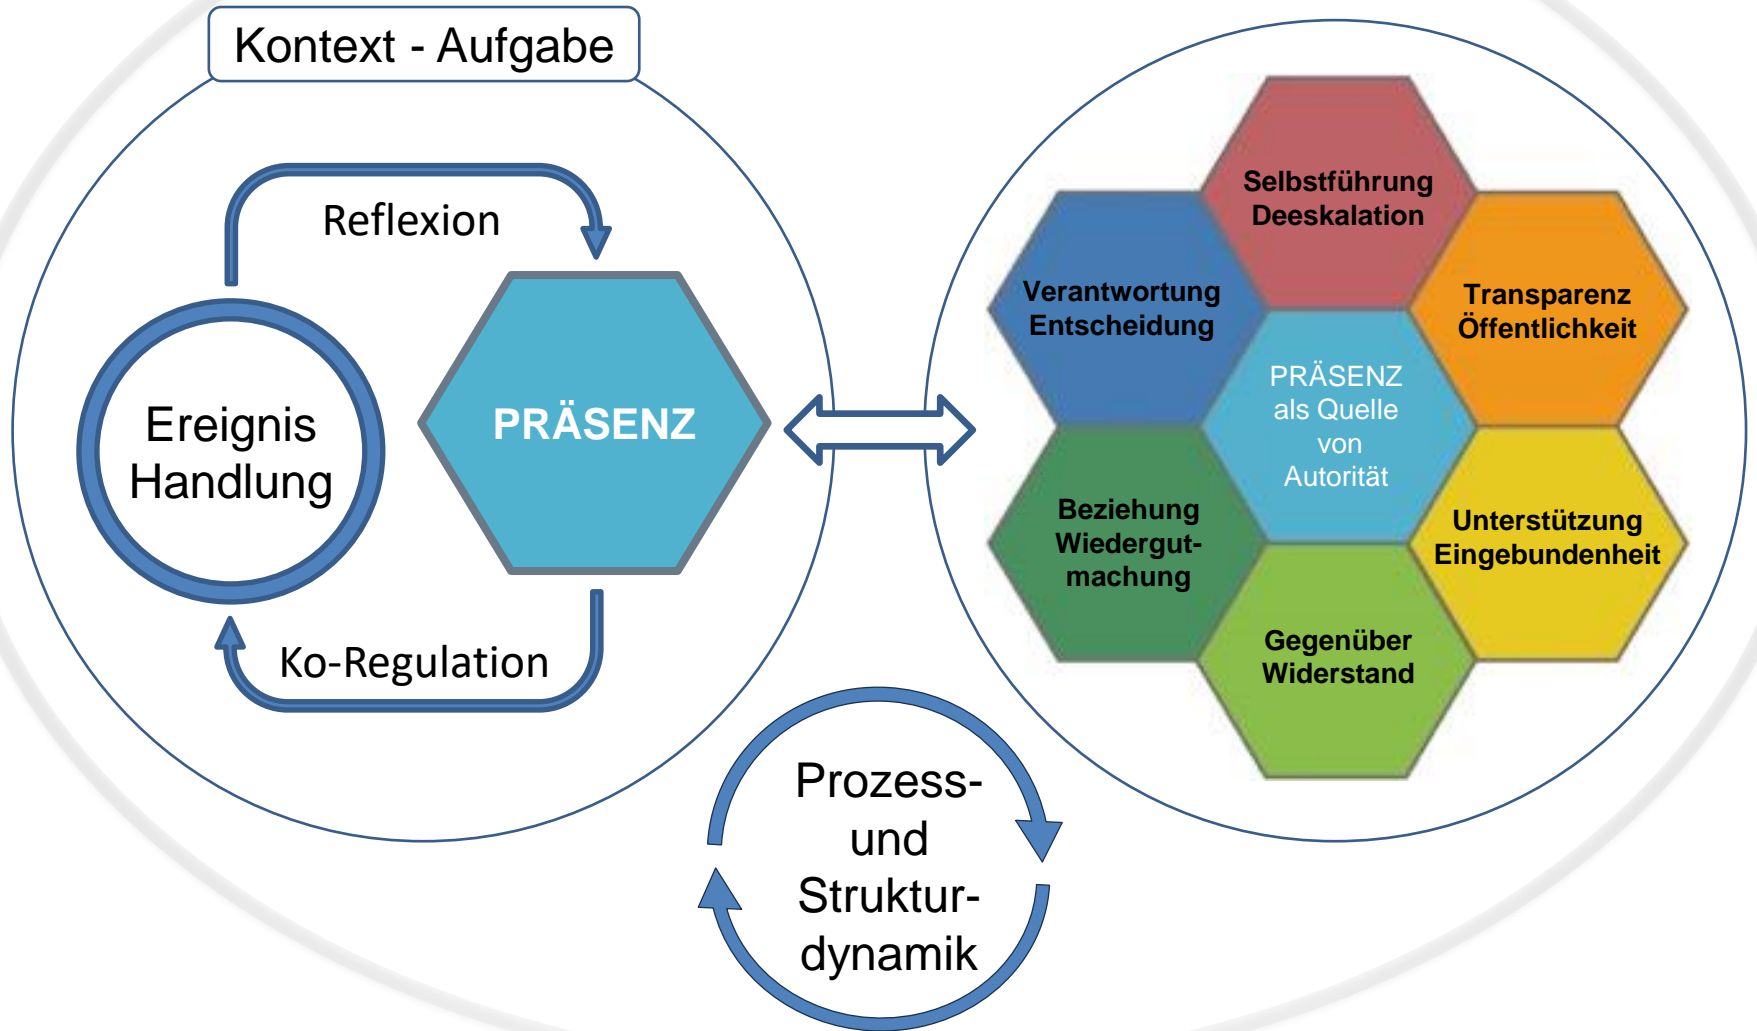 Kontext - Aufgabe
Reflexion
Ereignis
Handlung
PRÄSENZ
Ko-Regulation
Selbstführung
Deeskalation
Verantwortung
Entscheidung
Transparenz
Öffentlichkeit
PRÄSENZ
als Quelle
von
Autorität
Beziehung
Wiedergut-
machung
Unterstützung
Eingebundenheit
Gegenüber
Widerstand
Prozess-
und
Struktur-
dynamik